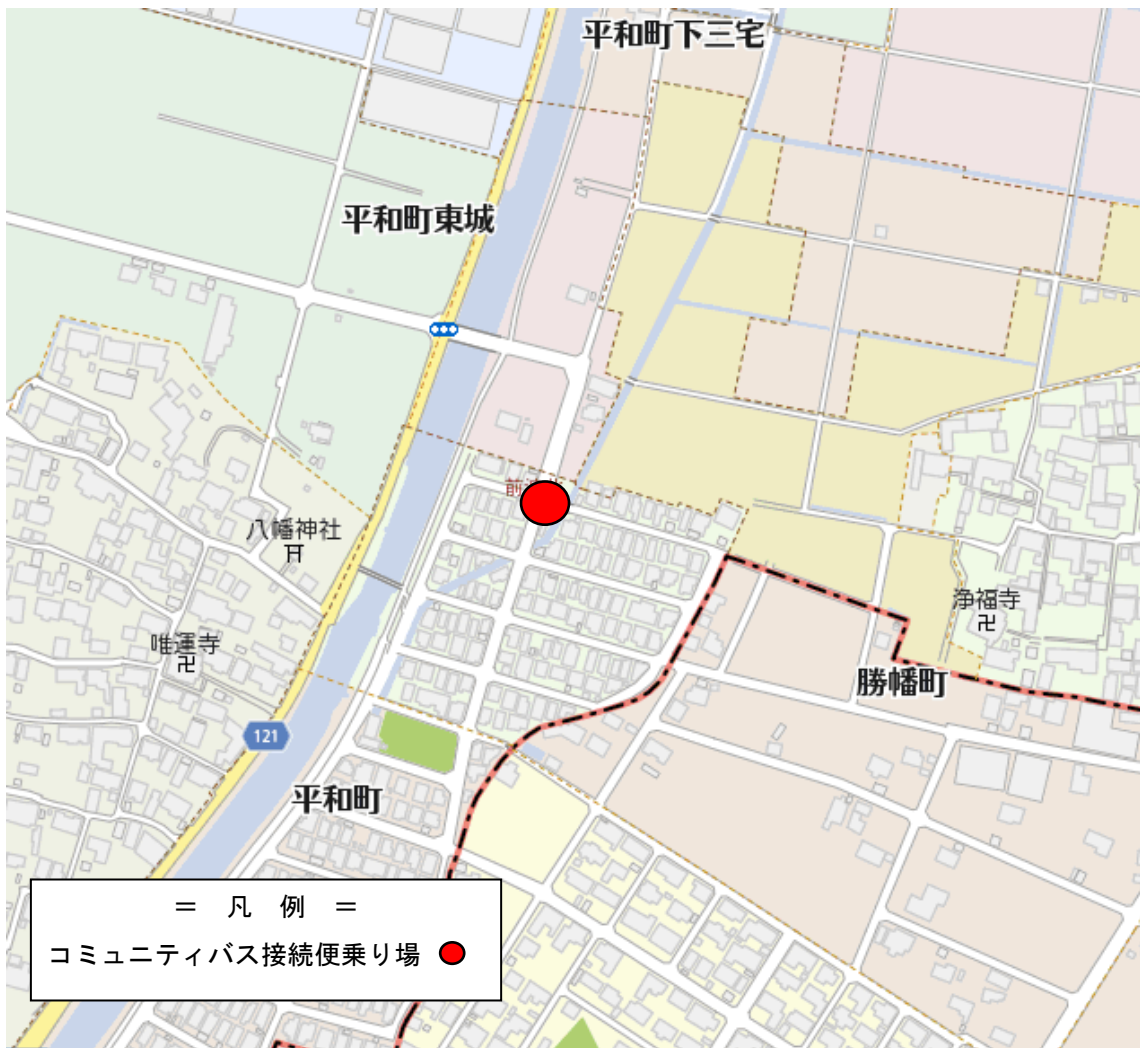 平和町下三宅
平和町東城
八幡神社
唯運寺
浄福寺
勝幡町
121
平和町
＝ 凡 例 ＝
コミュニティバス接続便乗り場